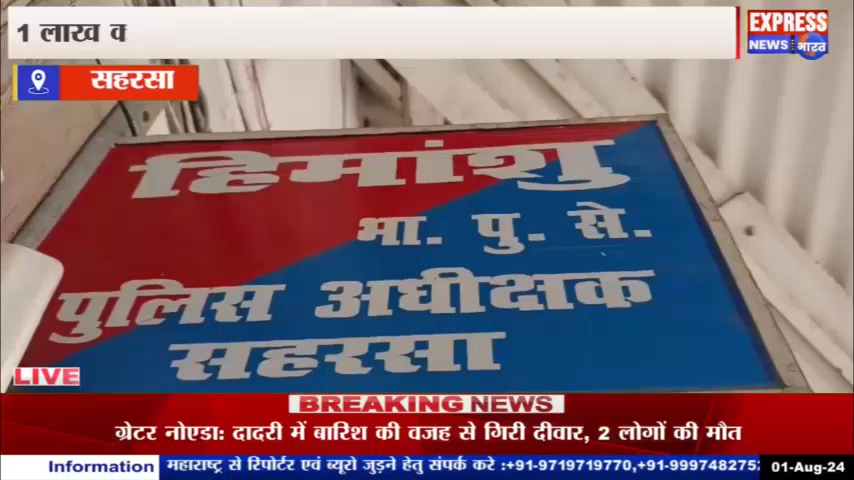 1 लाख व
EXPRESS
NEWS भारत
सहरसा
हिमांशु
भा. पु. से.
पुलिस अधीक्षक
सहरसा
LIVE
BREAKING NEWS
ग्रेटर नोएडा: दादरी में बारिश की वजह से गिरी दीवार, 2 लोगों की मौत
Information महाराष्ट्र से रिपोर्टर एवं ब्यूरो जुड़ने हेतु संपर्क करे :+91-9719719770,+91-999748275 01-Aug-24